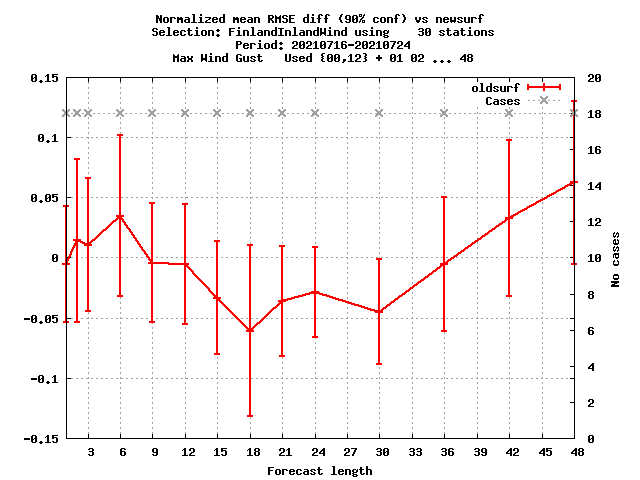 Normalized mean RMSE diff (90% conf) vs newsurf
Selection: FinlandInlandWind using    30 stations
Period: 20210716-20210724
Max Wind Gust   Used {00,12} + 01 02 ... 48
oldsurf
Cases
0.15
0.1
0.05
0
-0.05
-0.1
-0.15
20
18
16
14
12
10
8
6
4
2
0
No cases
3 6 9 12 15 18 21 24 27 30 33 36 39 42 45 48
Forecast length